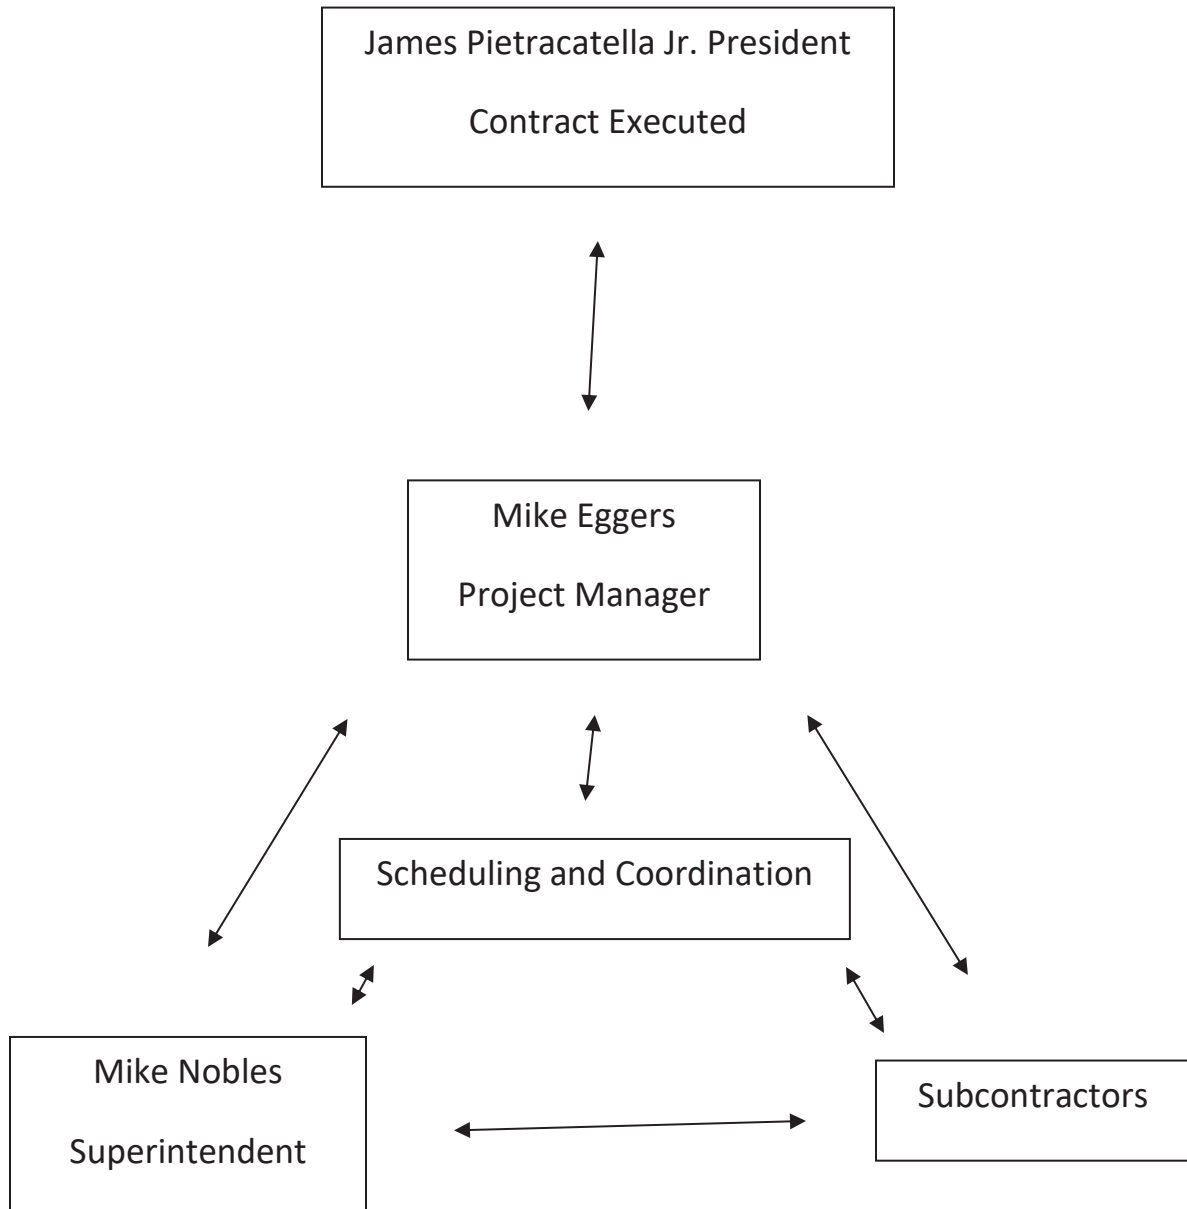 James Pietracatella Jr. President
Contract Executed
Mike Eggers
Project Manager
Scheduling and Coordination
Mike Nobles
Superintendent
Subcontractors